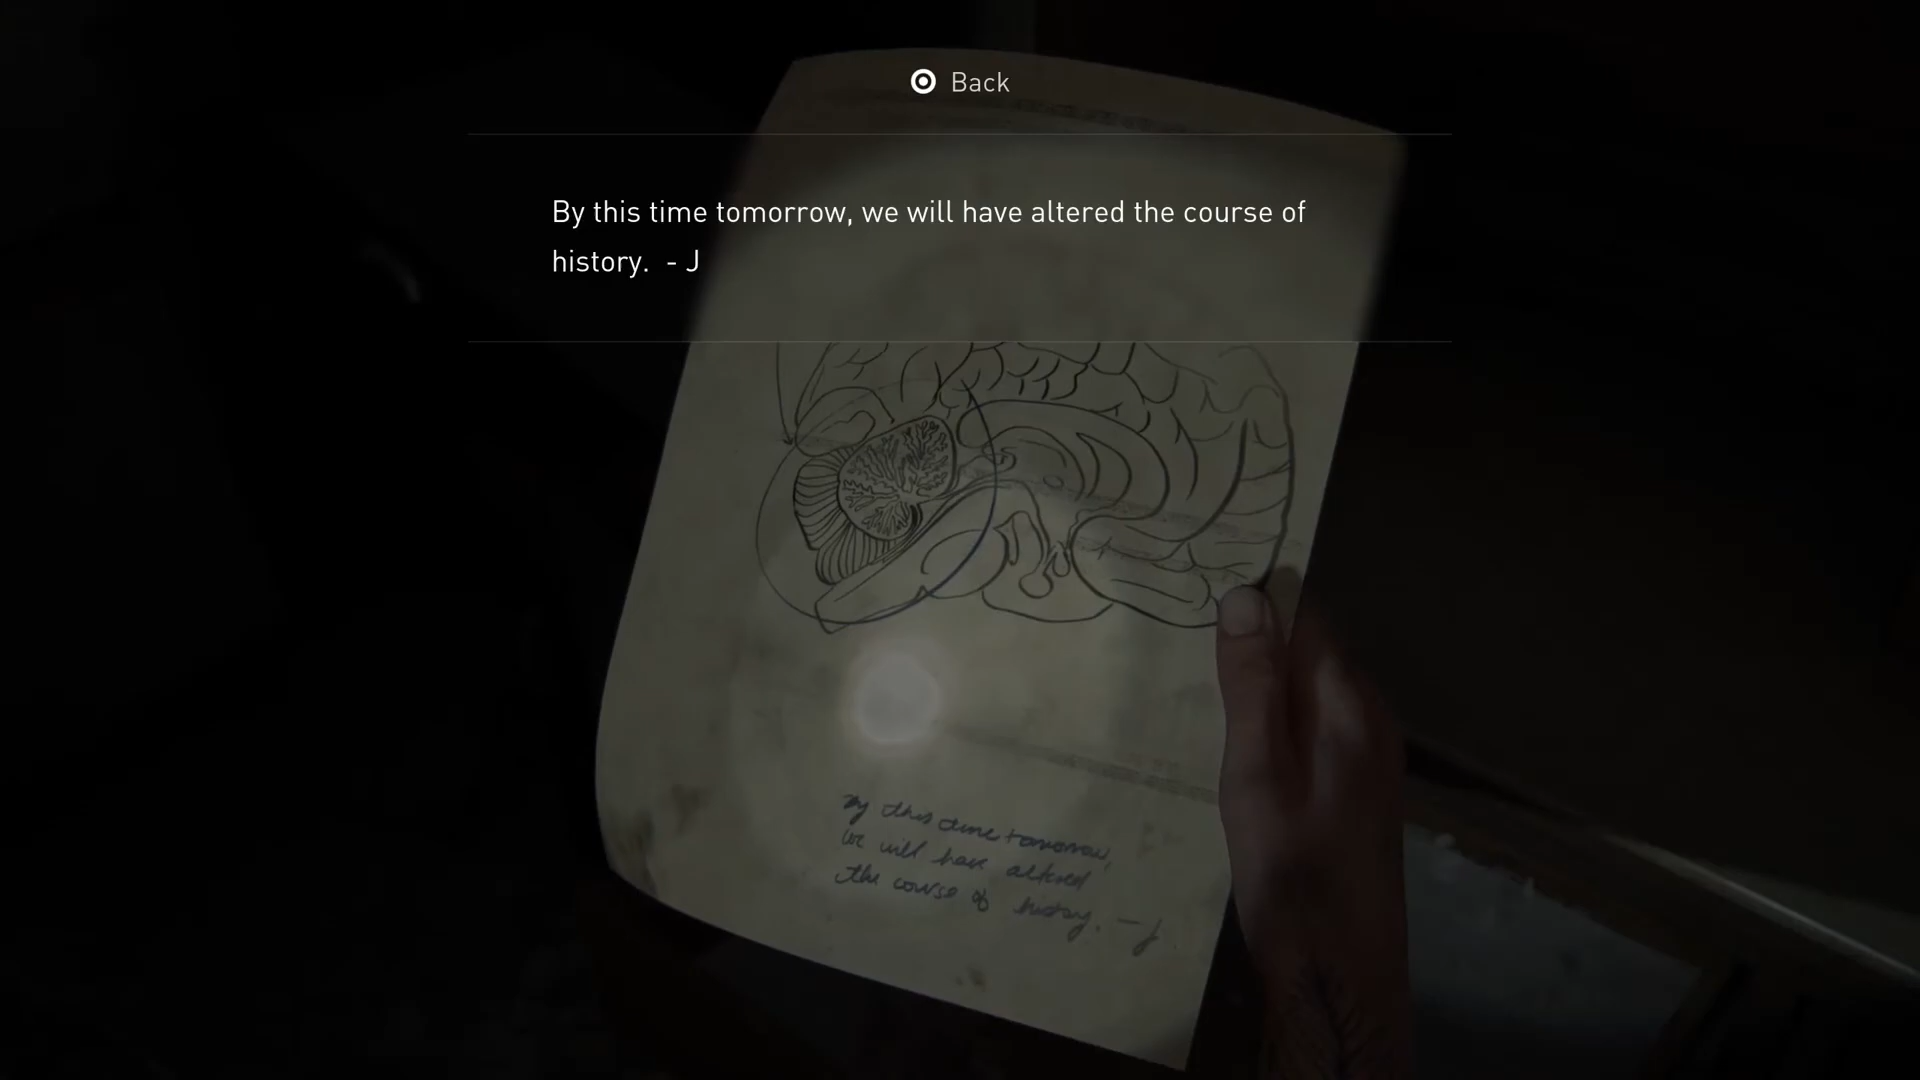 Back
By this time tomorrow, we will have altered the course of
history. - J
By this time tomorrow,
we will have altered
the course of history. — J